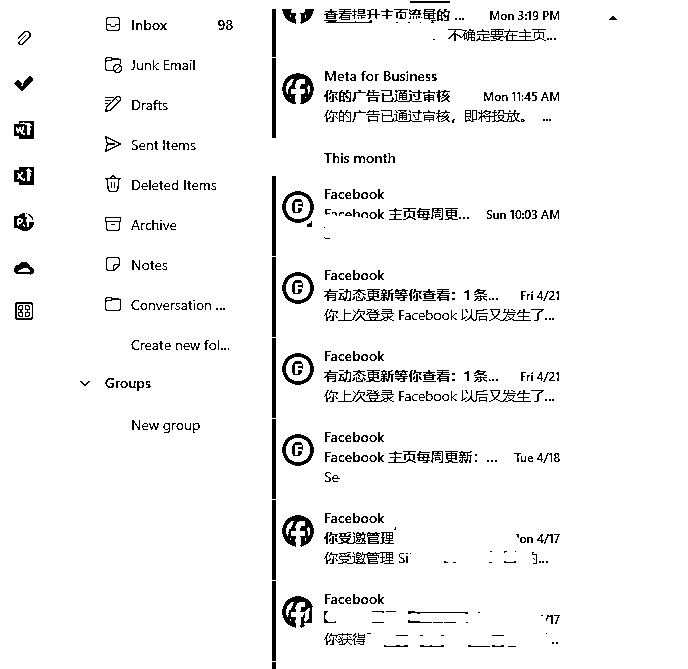 Inbox 98
Junk Email
Drafts
Sent Items
Deleted Items
Archive
Notes
Conversation ...
Create new fol...
Groups
New group
查看提升主页流量的 ... Mon 3:19 PM
不确定要在主页...
Meta for Business
你的广告已通过审核 Mon 11:45 AM
你的广告已通过审核，即将投放。 ...
This month
Facebook
Facebook 主页每周更... Sun 10:03 AM
Facebook
有动态更新等你查看：1 条... Fri 4/21
你上次登录 Facebook 以后又发生了...
Facebook
有动态更新等你查看：1 条... Fri 4/21
你上次登录 Facebook 以后又发生了...
Facebook
Facebook 主页每周更新： ... Tue 4/18
Se
Facebook
你受邀管理 4/17
你受邀管理 Si ...
Facebook
/17
你获得